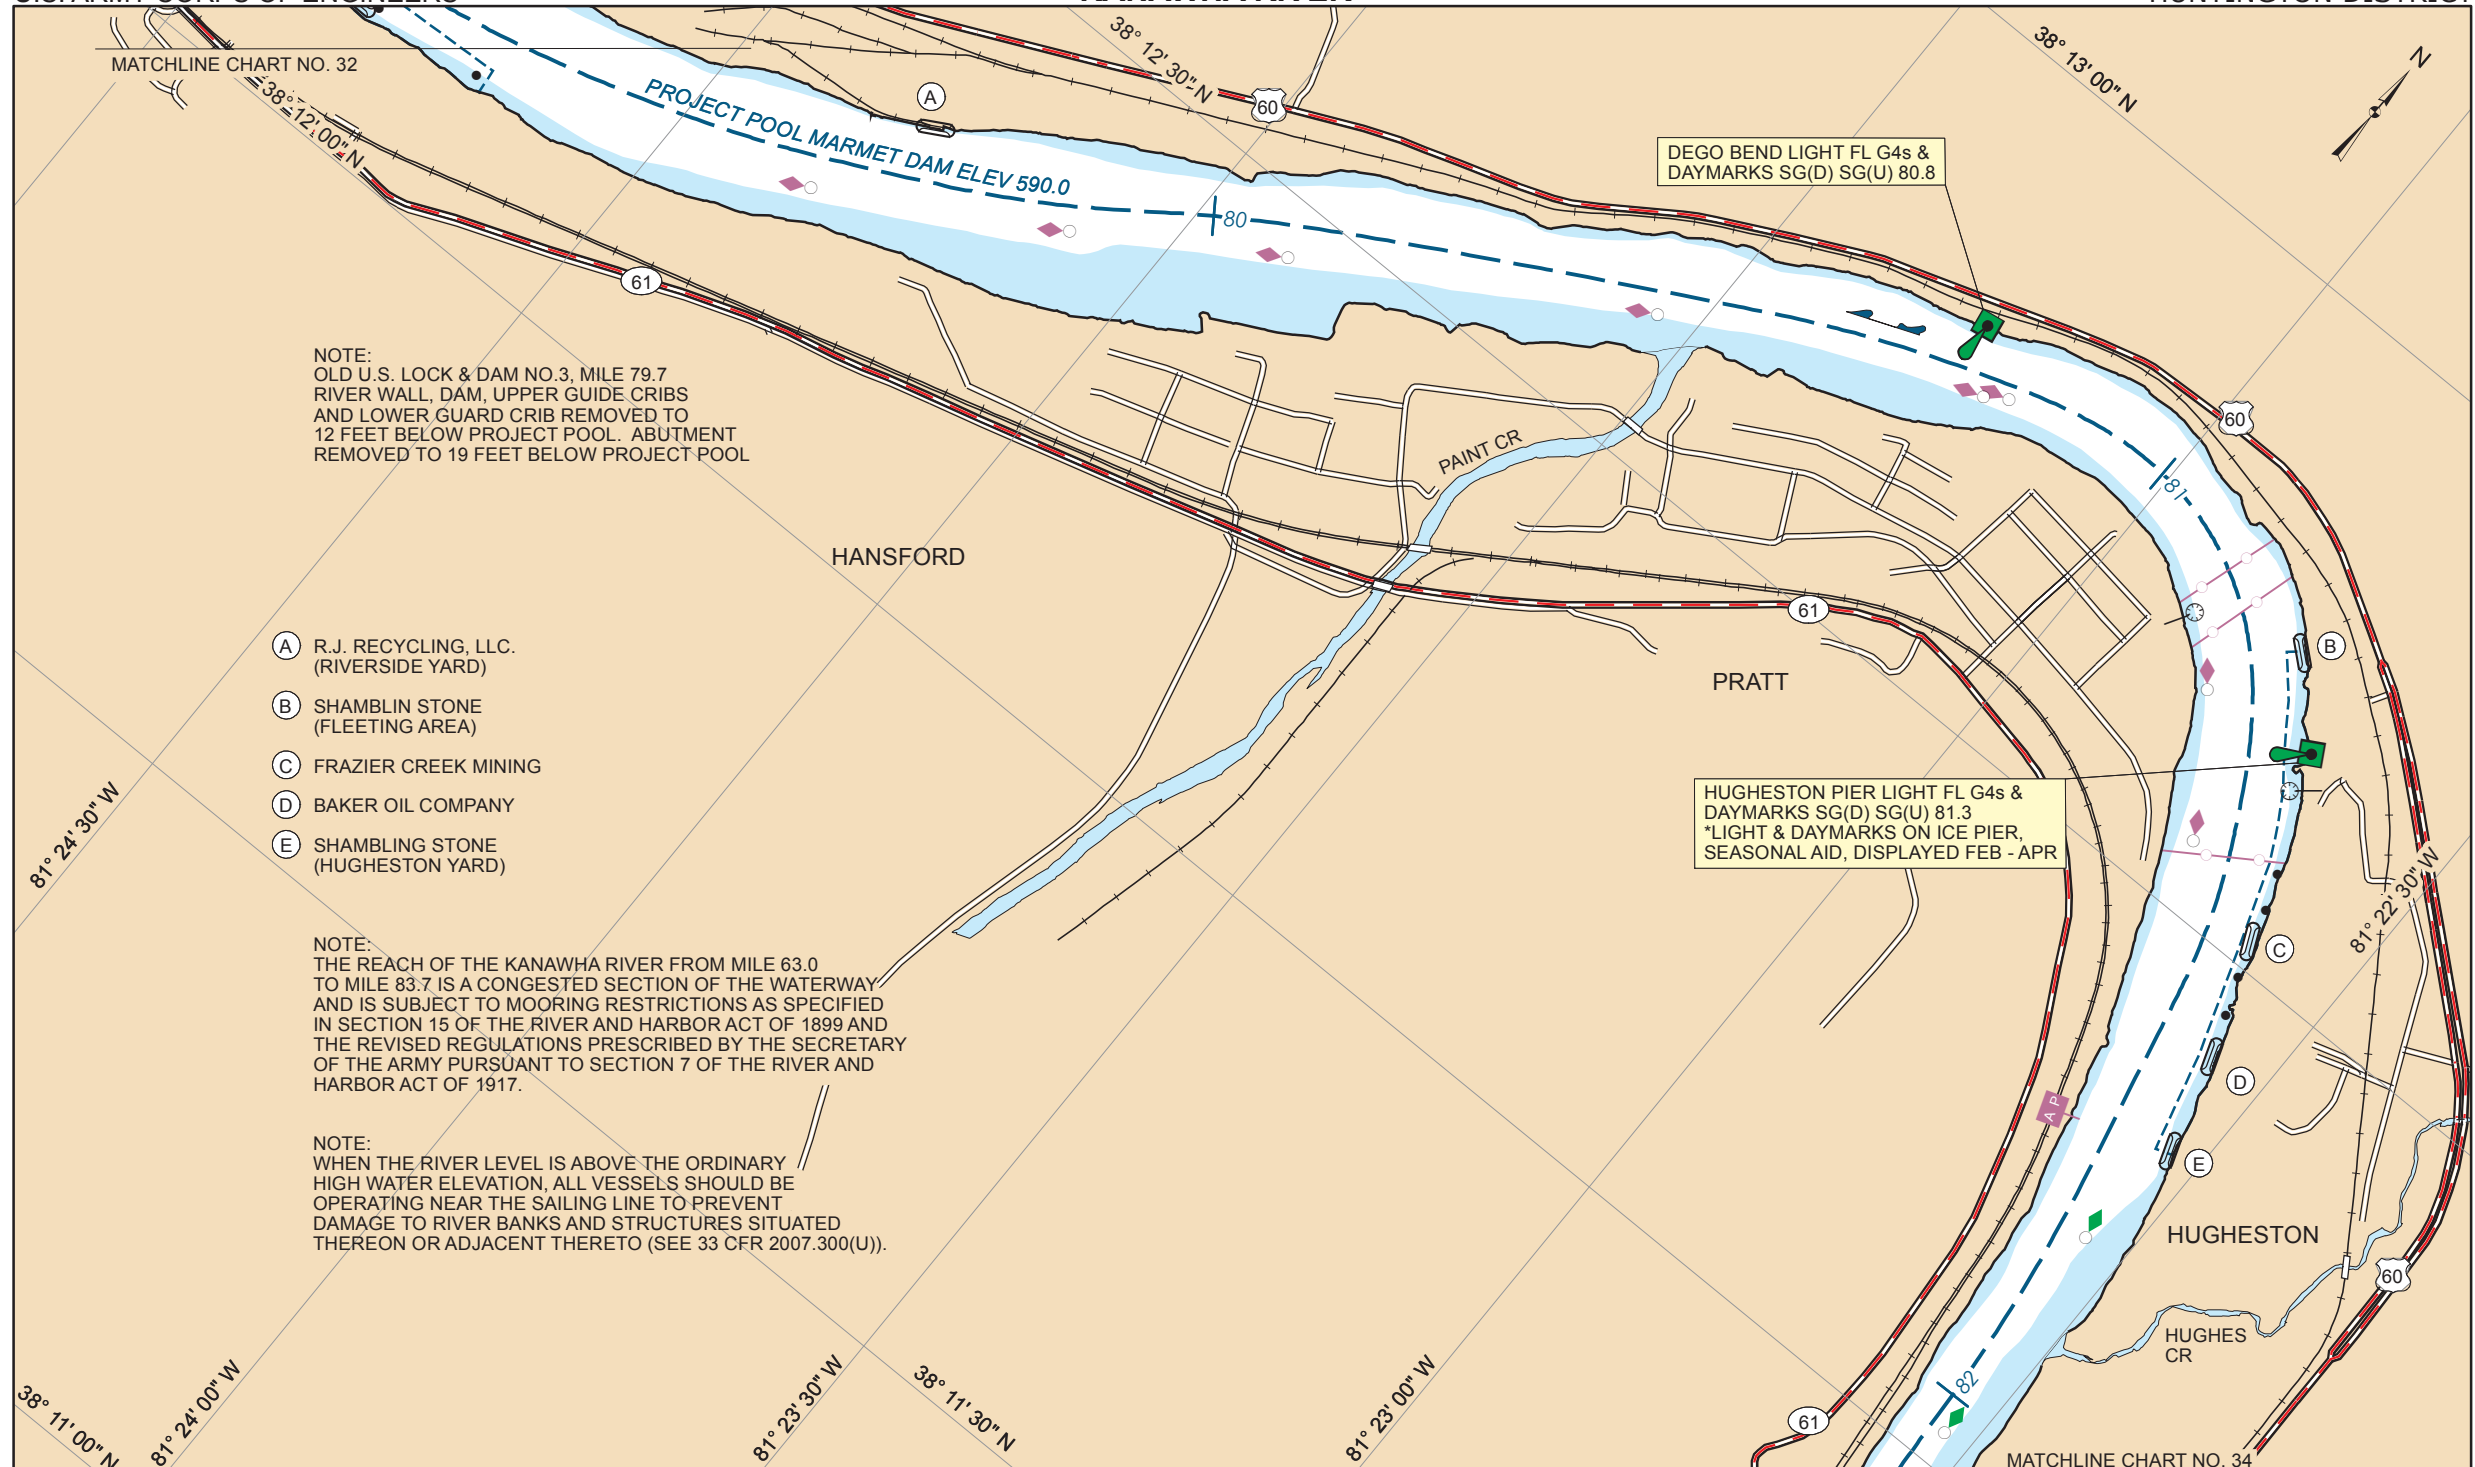 MATCHLINE CHART NO. 32
38° 12' 00" N
38° 12' 30" N
38° 13' 00" N
N
A
60
PROJECT POOL MARMET DAM ELEV 590.0
80
DEGO BEND LIGHT FL G4s &
DAYMARKS SG(D) SG(U) 80.8
61
NOTE:
OLD U.S. LOCK & DAM NO.3, MILE 79.7
RIVER WALL, DAM, UPPER GUIDE CRIBS
AND LOWER GUARD CRIB REMOVED TO
12 FEET BELOW PROJECT POOL. ABUTMENT
REMOVED TO 19 FEET BELOW PROJECT POOL
PAINT CR
60
81
HANSFORD
61
PRATT
B
A R.J. RECYCLING, LLC.
(RIVERSIDE YARD)
B SHAMBLIN STONE
(FLEETING AREA)
C FRAZIER CREEK MINING
D BAKER OIL COMPANY
E SHAMBLING STONE
(HUGHESTON YARD)
HUGHESTON PIER LIGHT FL G4s &
DAYMARKS SG(D) SG(U) 81.3
*LIGHT & DAYMARKS ON ICE PIER,
SEASONAL AID, DISPLAYED FEB - APR
81° 24' 30" W
81° 22' 30" W
C
D
A P
E
NOTE:
THE REACH OF THE KANAWHA RIVER FROM MILE 63.0
TO MILE 83.7 IS A CONGESTED SECTION OF THE WATERWAY
AND IS SUBJECT TO MOORING RESTRICTIONS AS SPECIFIED
IN SECTION 15 OF THE RIVER AND HARBOR ACT OF 1899 AND
THE REVISED REGULATIONS PRESCRIBED BY THE SECRETARY
OF THE ARMY PURSUANT TO SECTION 7 OF THE RIVER AND
HARBOR ACT OF 1917.
NOTE:
WHEN THE RIVER LEVEL IS ABOVE THE ORDINARY
HIGH WATER ELEVATION, ALL VESSELS SHOULD BE
OPERATING NEAR THE SAILING LINE TO PREVENT
DAMAGE TO RIVER BANKS AND STRUCTURES SITUATED
THEREON OR ADJACENT THERETO (SEE 33 CFR 2007.300(U)).
HUGHESTON
60
HUGHES
CR
82
61
38° 11' 00" N
81° 24' 00" W
81° 23' 30" W
38° 11' 30" N
81° 23' 00" W
MATCHLINE CHART NO. 34